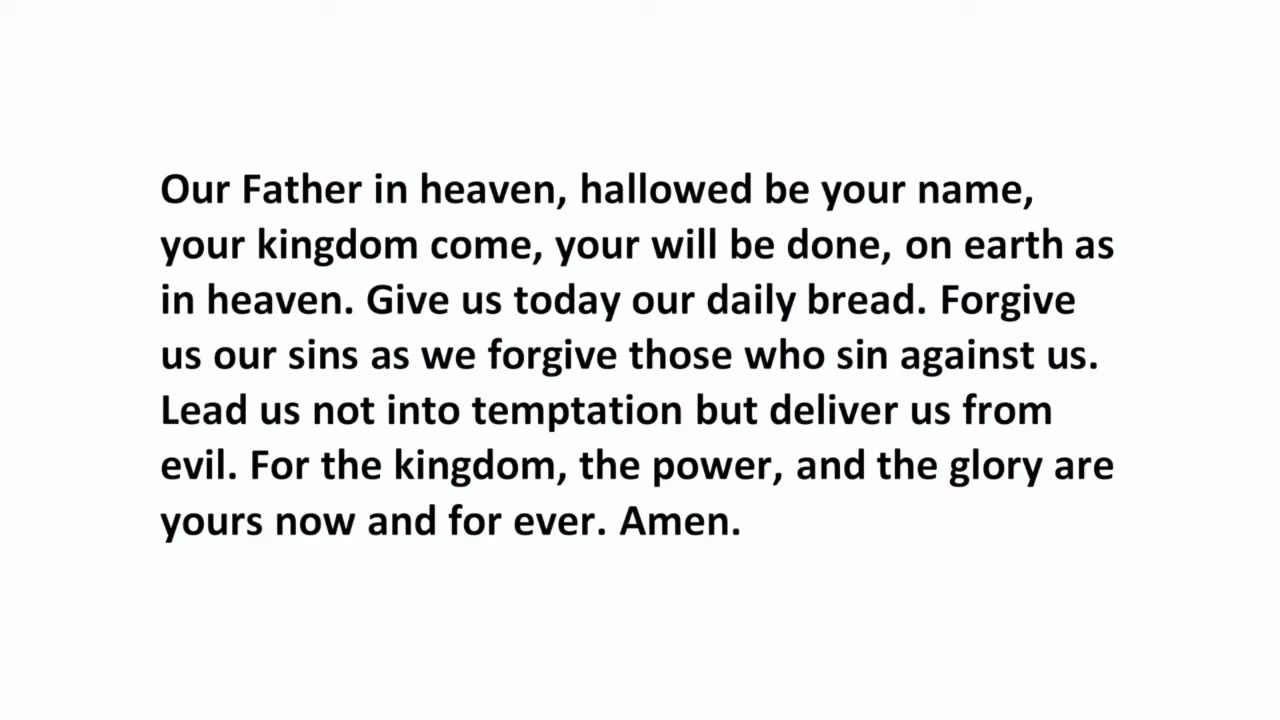 Our Father in heaven, hallowed be your name,
your kingdom come, your will be done, on earth as
in heaven. Give us today our daily bread. Forgive
us our sins as we forgive those who sin against us.
Lead us not into temptation but deliver us from
evil. For the kingdom, the power, and the glory are
yours now and for ever. Amen.